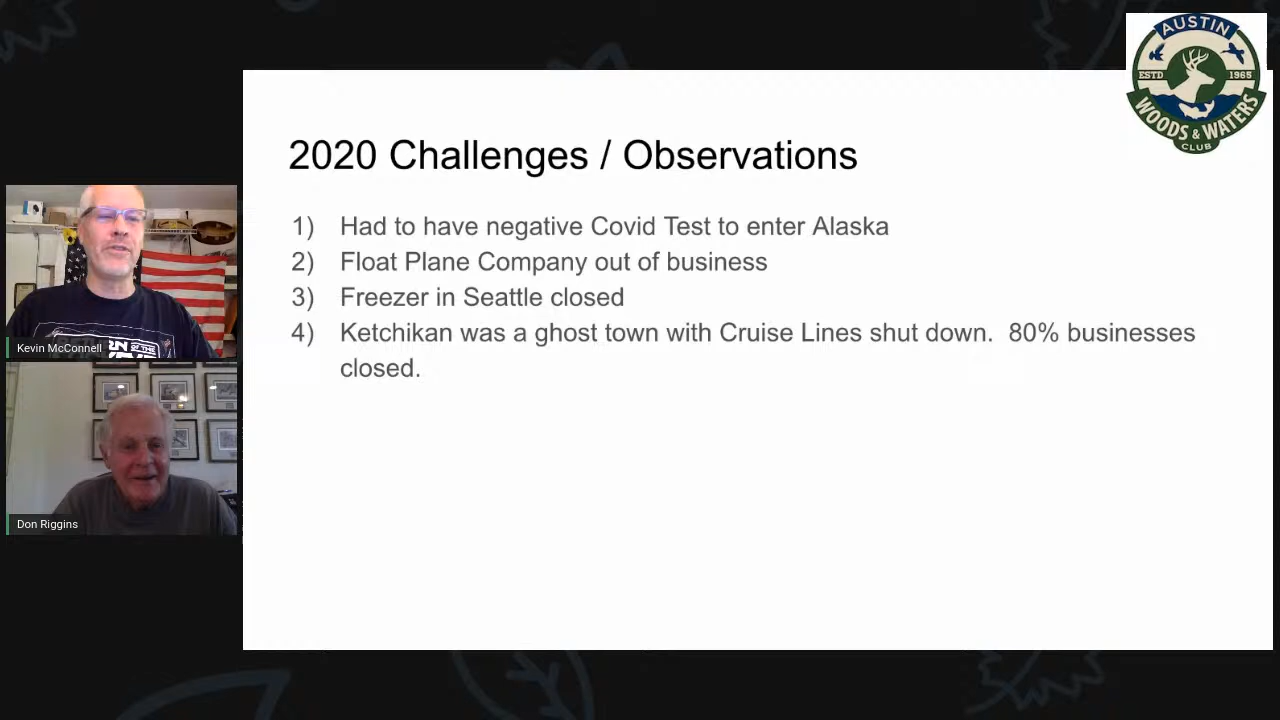 AUSTIN
ESTD 1965
WOODS & WATERS
CLUB
2020 Challenges / Observations
1) Had to have negative Covid Test to enter Alaska
2) Float Plane Company out of business
3) Freezer in Seattle closed
4) Ketchikan was a ghost town with Cruise Lines shut down. 80% businesses
closed.
Kevin McConnell
Don Riggins